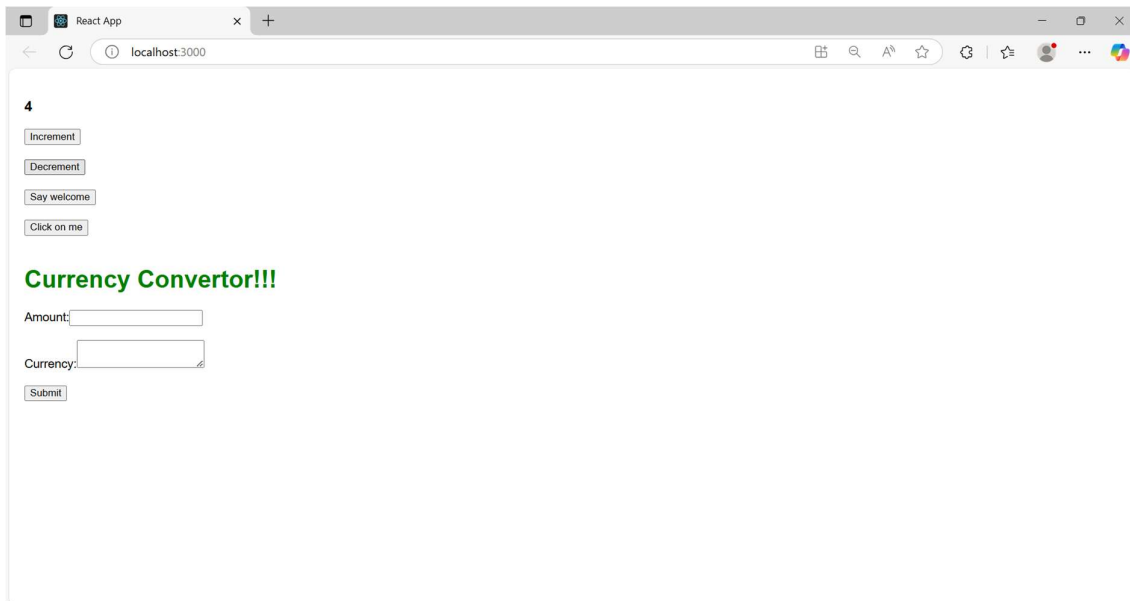 React App
localhost:3000
4
Increment
Decrement
Say welcome
Click on me
Currency Convertor!!!
Amount:
Currency:
Submit